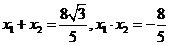 x₁ + x₂ = 8√3/5, x₁·x₂ = -8/5